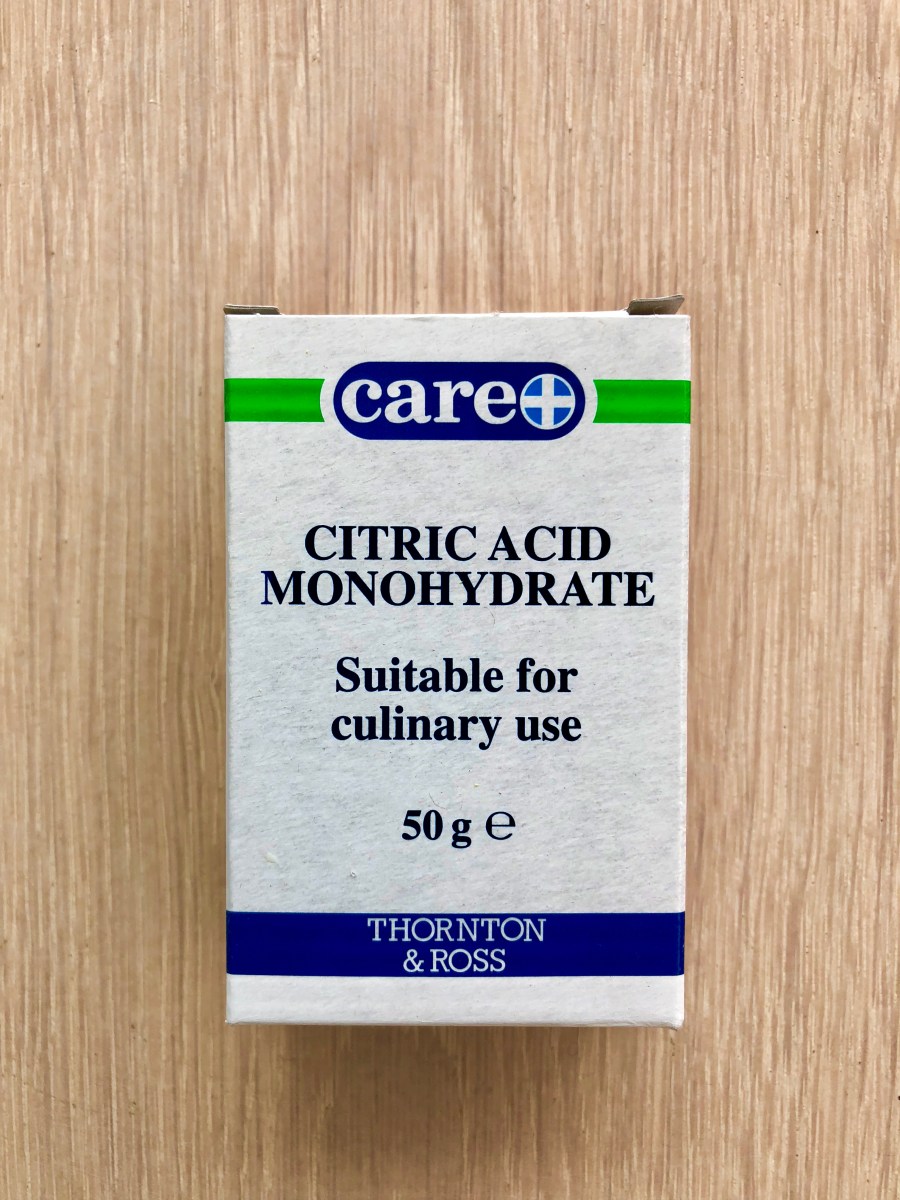 care
CITRIC ACID
MONOHYDRATE
Suitable for
culinary use
50 g ℮
THORNTON
& ROSS